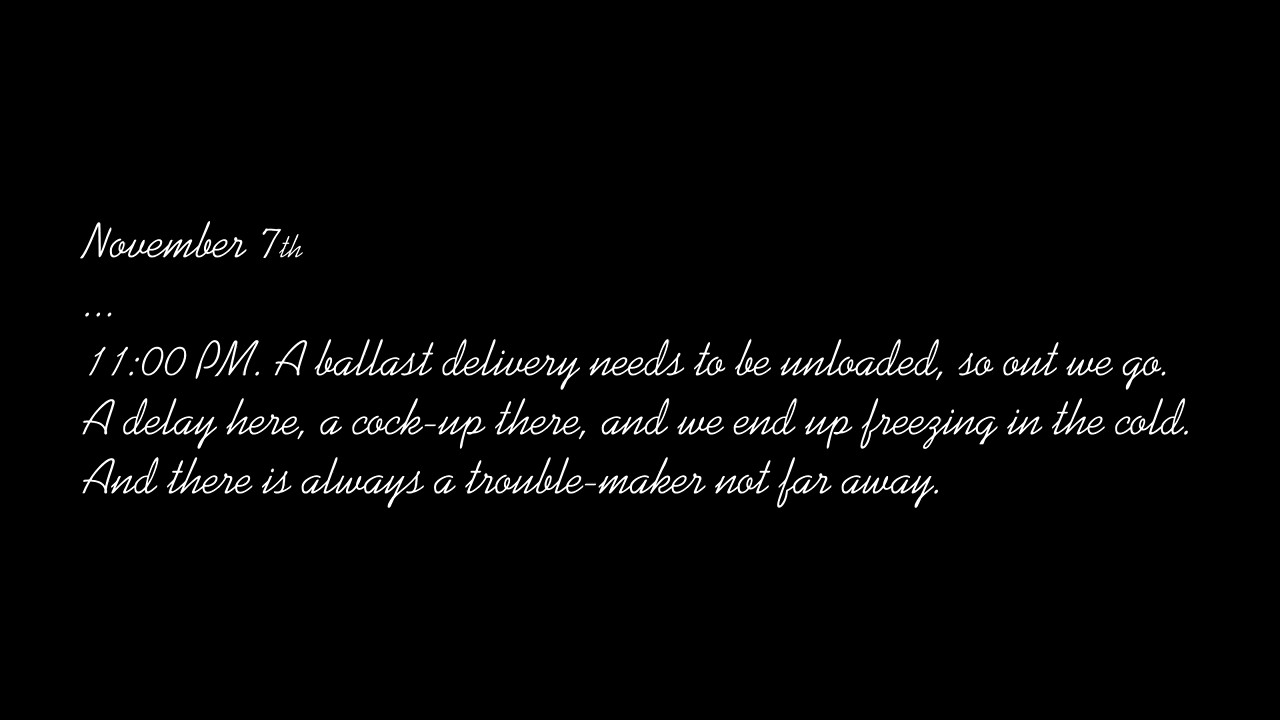 November 7th
...
11:00 PM. A ballast delivery needs to be unloaded, so out we go.
A delay here, a cock-up there, and we end up freezing in the cold.
And there is always a trouble-maker not far away.